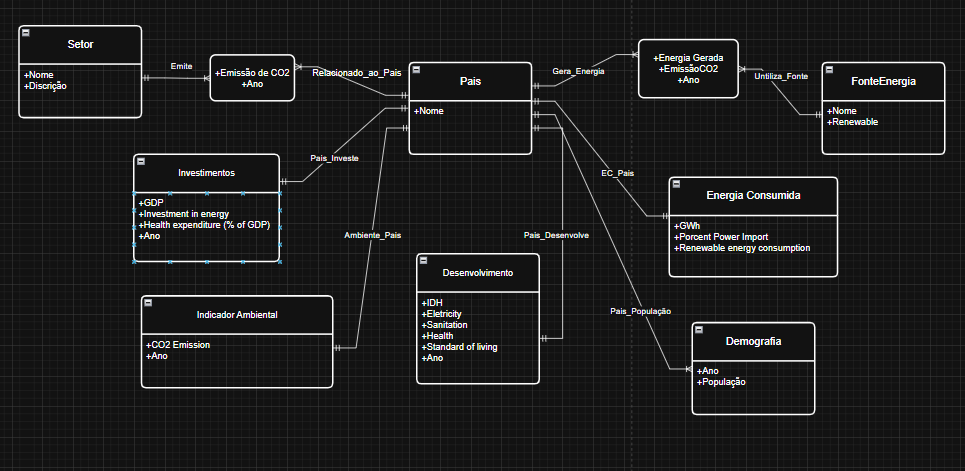 Setor
+Nome
+Discrição
Emite
+Emissão de CO2
+Ano
Relacionado_ao_Pais
Pais
+Nome
Gera_Energia
+Energia Gerada
+EmissãoCO2
+Ano
Untiliza_Fonte
FonteEnergia
+Nome
+Renewable
Investimentos
+GDP
+Investment in energy
+Health expenditure (% of GDP)
+Ano
Pais_Investe
EC_Pais
Energia Consumida
+GWh
+Porcent Power Import
+Renewable energy consumption
Ambiente_Pais
Pais_Desenvolve
Indicador Ambiental
+CO2 Emission
+Ano
Desenvolvimento
+IDH
+Eletricity
+Sanitation
+Health
+Standard of living
+Ano
Pais_População
Demografia
+Ano
+População